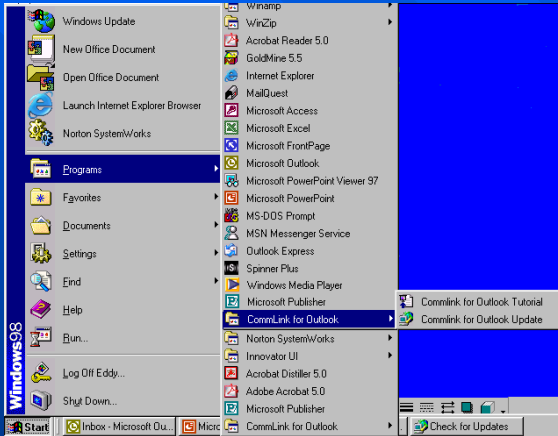 Windows98
Windows Update
New Office Document
Open Office Document
Launch Internet Explorer Browser
Norton SystemWorks
Programs
Favorites
Documents
Settings
Find
Help
Run...
Log Off Eddy...
Shut Down...
Winamp
WinZip
Acrobat Reader 5.0
GoldMine 5.5
Internet Explorer
MailQuest
Microsoft Access
Microsoft Excel
Microsoft FrontPage
Microsoft Outlook
Microsoft PowerPoint Viewer 97
Microsoft PowerPoint
MS-DOS Prompt
MSN Messenger Service
Outlook Express
Spinner Plus
Windows Media Player
Microsoft Publisher
CommLink for Outlook
Norton SystemWorks
Innovator UI
Acrobat Distiller 5.0
Adobe Acrobat 5.0
Microsoft Publisher
CommLink for Outlook
Commlink for Outlook Tutorial
Commlink for Outlook Update
Start
Inbox - Microsoft Ou...
Micro
Check for Updates